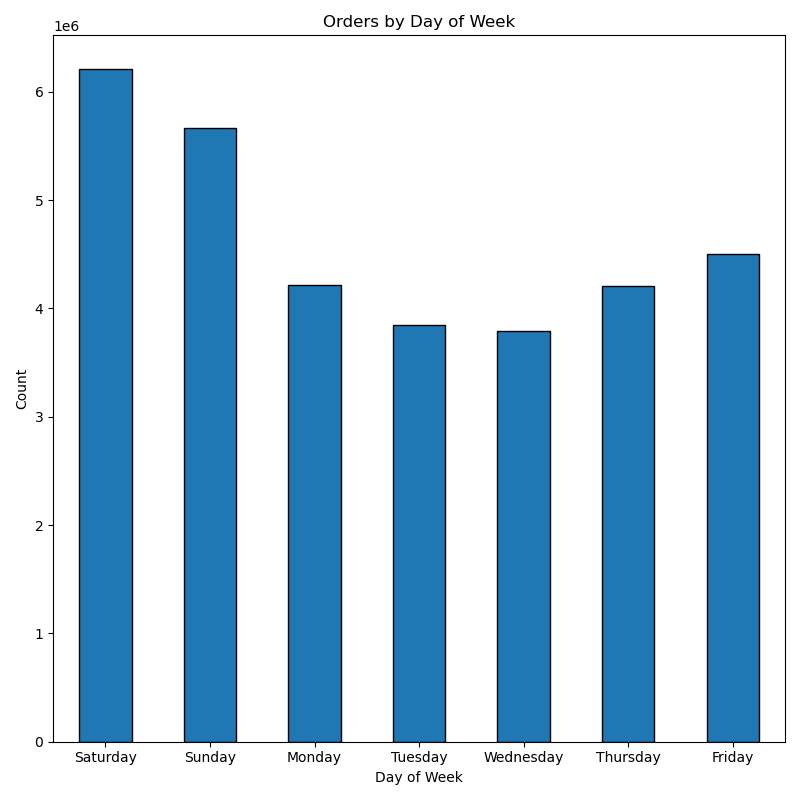 Orders by Day of Week
1e6
6
5
4
3
2
1
0
Count
Saturday Sunday Monday Tuesday Wednesday Thursday Friday
Day of Week